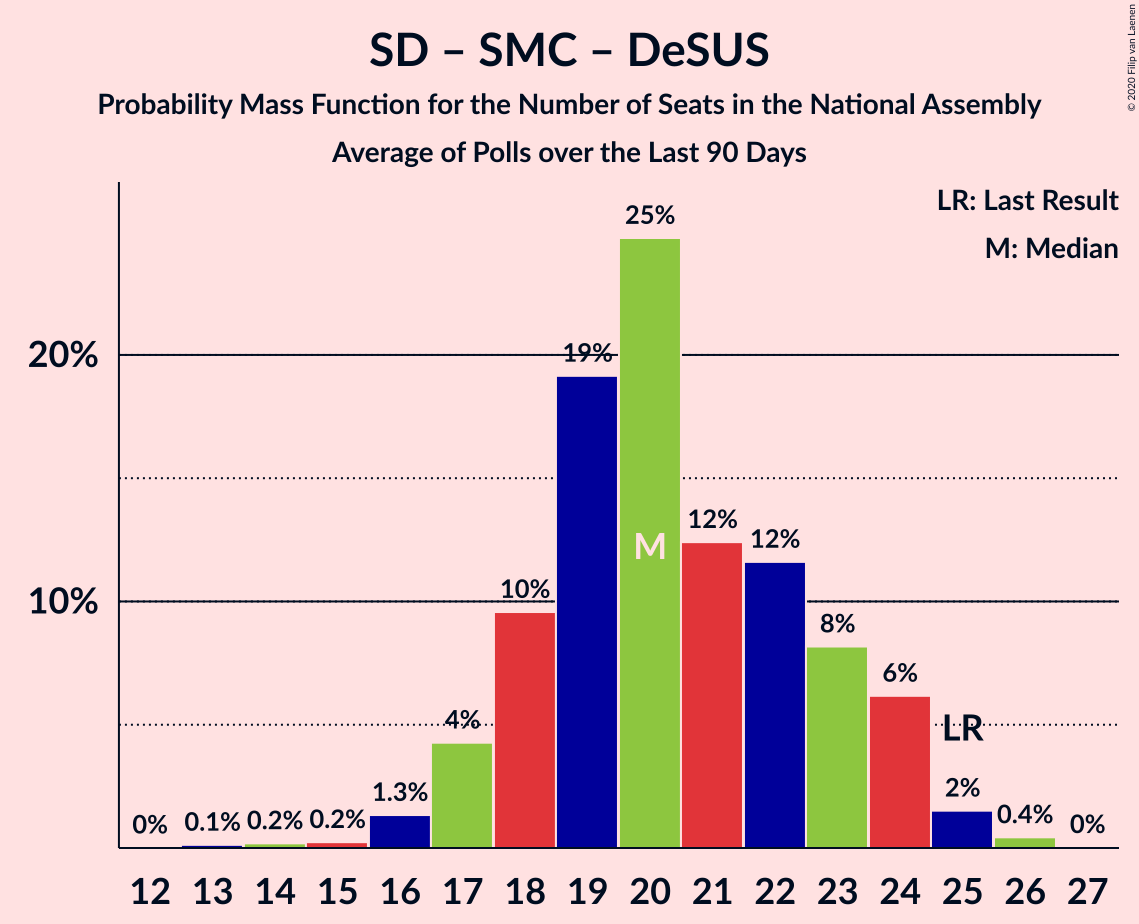 SD – SMC – DeSUS
Probability Mass Function for the Number of Seats in the National Assembly
Average of Polls over the Last 90 Days
© 2020 Filip van Laenen
LR: Last Result
M: Median
25%
20%
19%
M
12%
12%
10%
10%
8%
6%
4%
LR
1.3%
2%
0% 0.1% 0.2% 0.2% 0.4% 0%
12 13 14 15 16 17 18 19 20 21 22 23 24 25 26 27